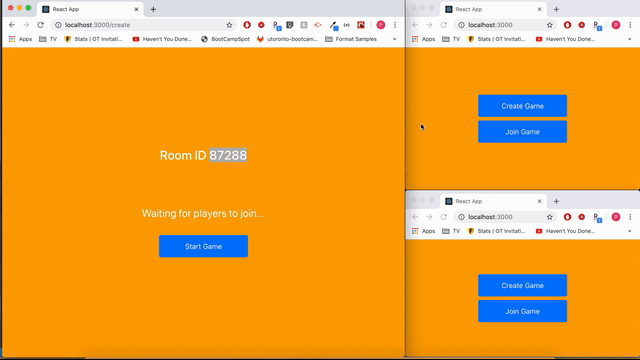 React App
localhost:3000/create
Apps
TV
Stats | GT Invitati...
Haven't You Done...
BootCampSpot
utoronto-bootcam...
Format Samples
»
Room ID 87288
Waiting for players to join...
Start Game
React App
localhost:3000
Apps
TV
Stats | GT Invitati...
Haven't You Done...
»
Create Game
Join Game
React App
localhost:3000
Apps
TV
Stats | GT Invitati...
Haven't You Done...
»
Create Game
Join Game